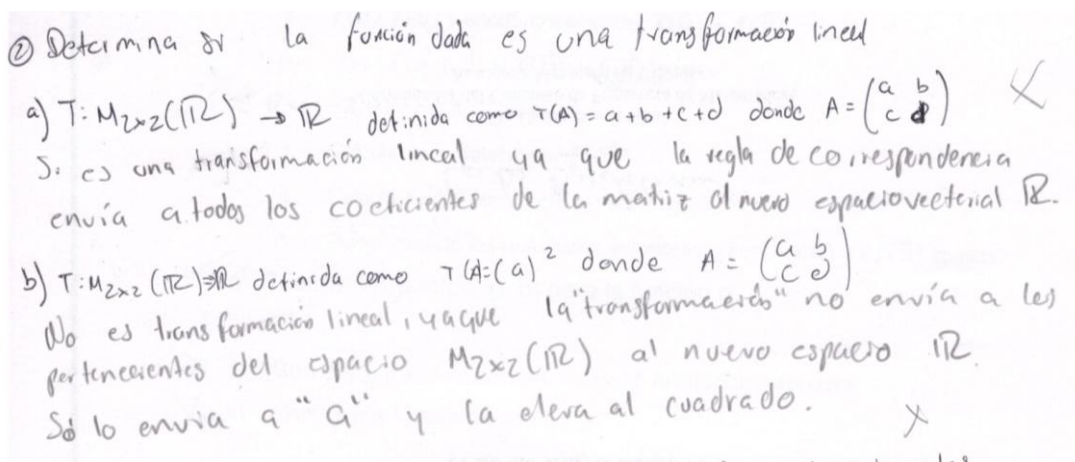 ② Determina si la función dada es una transformación lineal
a) T: M₂ₓ₂(ℝ) → ℝ definida como T(A) = a+b+c+d donde A = (a b c d)
Si es una transformación lineal ya que la regla de correspondencia
envía a todos los coeficientes de la matriz al nuevo espacio vectorial ℝ.
b) T: M₂ₓ₂(ℝ)→ℝ definida como T(A=(a)² donde A = (a b c d)
No es transformación lineal, ya que la "transformación" no envía a los
pertenecientes del espacio M₂ₓ₂(ℝ) al nuevo espacio ℝ
Sólo envia a "a" y la eleva al cuadrado.